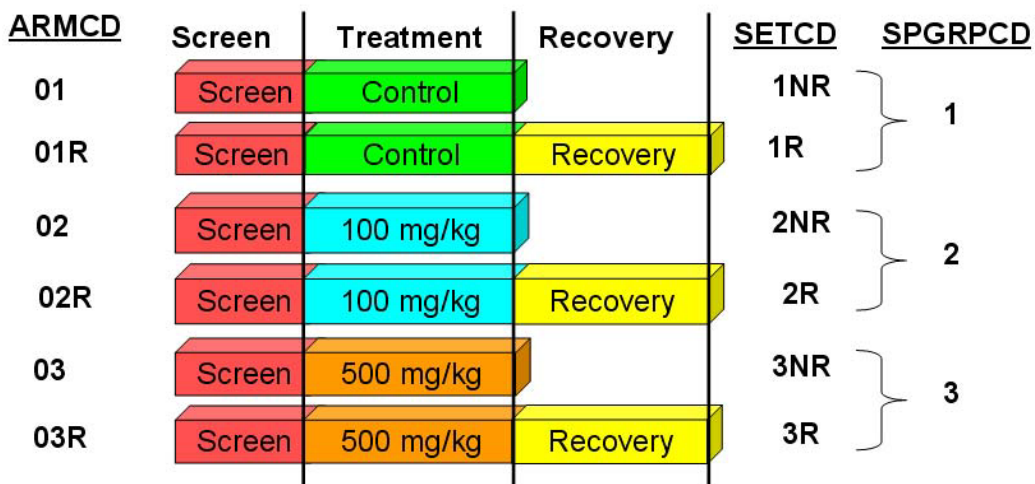 ARMCD Screen Treatment Recovery SETCD SPGRPCD
01 Screen Control 1NR
1
01R Screen Control Recovery 1R
02 Screen 100 mg/kg 2NR
2
02R Screen 100 mg/kg Recovery 2R
03 Screen 500 mg/kg 3NR
3
03R Screen 500 mg/kg Recovery 3R